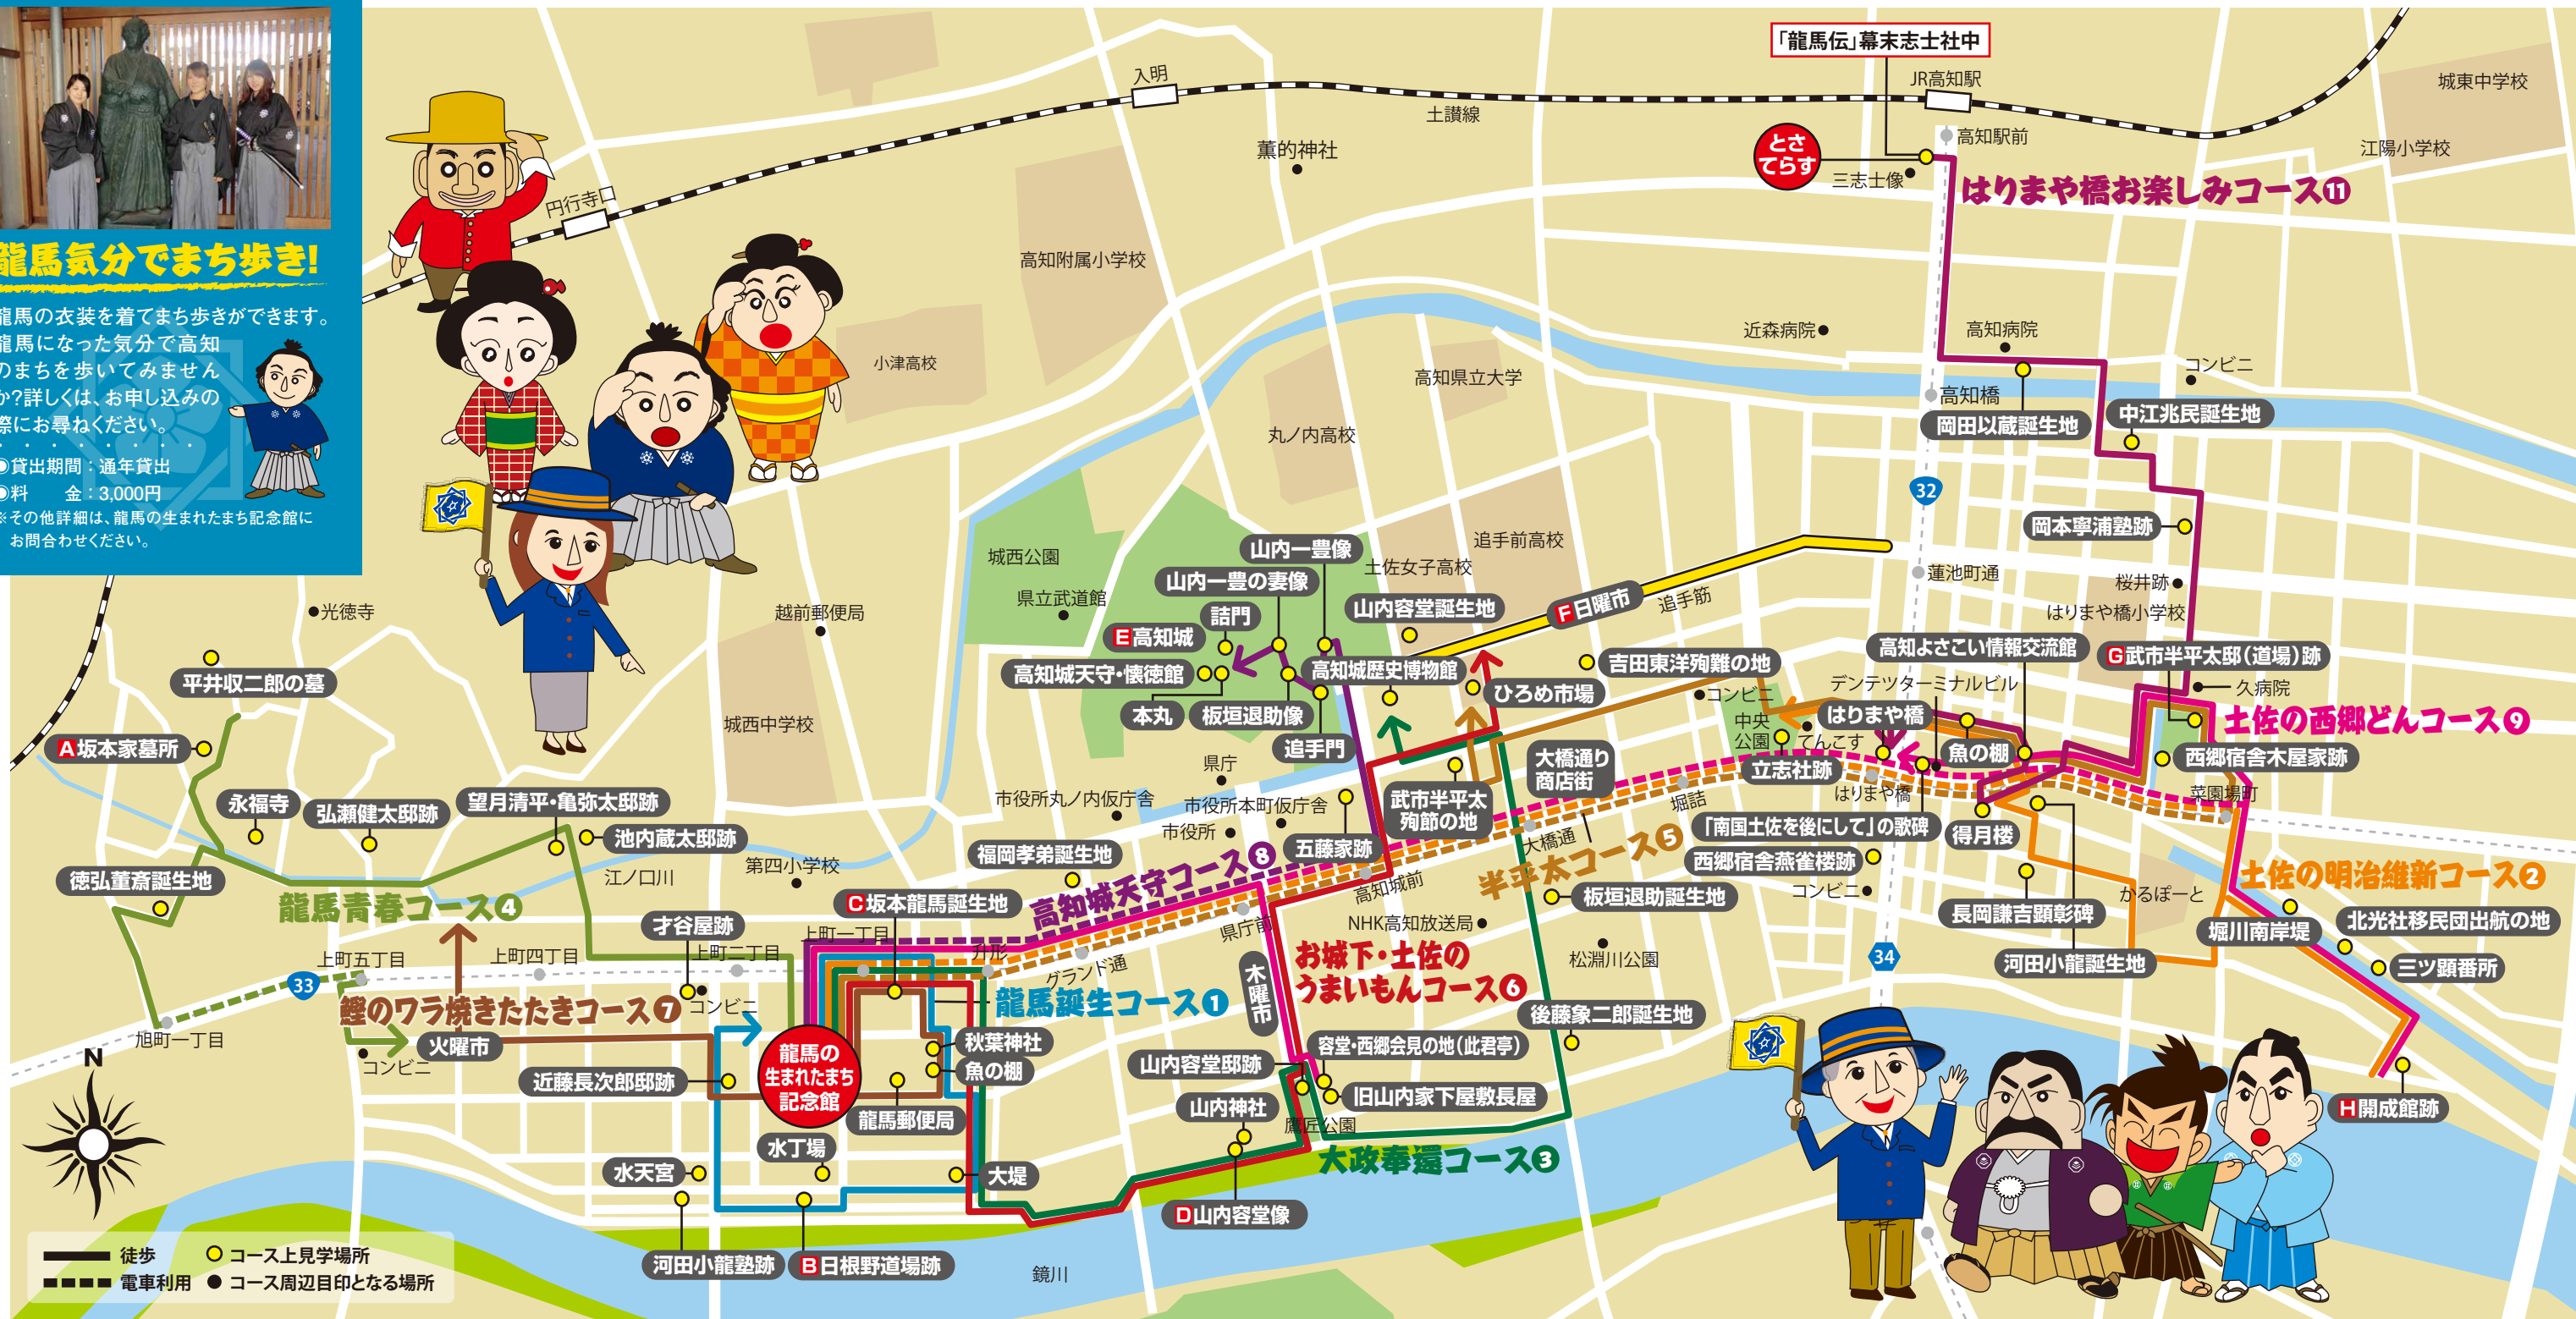 龍馬気分でまち歩き!
龍馬の衣装を着てまち歩きができます。
龍馬になった気分で高知
のまちを歩いてみません
か?詳しくは、お申し込みの
際にお尋ねください。
◉貸出期間：通年貸出
◉料　　金：3,000円
※その他詳細は、龍馬の生まれたまち記念館に
お問合わせください。
「龍馬伝」幕末志士社中
JR高知駅
入明
土讃線
城東中学校
高知駅前
とさ
てらす
三志士像
江陽小学校
薫的神社
はりまや橋お楽しみコース⓫
円行寺口
高知附属小学校
小津高校
近森病院
高知病院
コンビニ
高知県立大学
高知橋
岡田以蔵誕生地
中江兆民誕生地
丸ノ内高校
32
岡本寧浦塾跡
追手前高校
山内一豊像
城西公園
土佐女子高校
山内一豊の妻像
蓮池町通
桜井跡
県立武道館
詰門
山内容堂誕生地
F日曜市
追手筋
はりまや橋小学校
光徳寺
越前郵便局
E高知城
高知よさこい情報交流館
G武市半平太邸（道場）跡
高知城天守・懐徳館
高知城歴史博物館
吉田東洋殉難の地
平井収二郎の墓
ひろめ市場
コンビニ
デンテツターミナルビル
久病院
本丸
板垣退助像
中央
公園
はりまや橋
土佐の西郷どんコース❾
城西中学校
追手門
てんこす
魚の棚
A坂本家墓所
県庁
大橋通り
商店街
立志社跡
西郷宿舎木屋家跡
永福寺
弘瀬健太邸跡
望月清平・亀弥太邸跡
市役所丸ノ内仮庁舎
市役所本町仮庁舎
武市半平太
殉節の地
堀詰
はりまや橋
菜園場町
市役所
池内蔵太邸跡
「南国土佐を後にして」の歌碑
得月楼
福岡孝弟誕生地
五藤家跡
大橋通
西郷宿舎燕雀楼跡
徳弘董斎誕生地
第四小学校
江ノ口川
高知城天守コース❽
高知城前
半平太コース❺
板垣退助誕生地
コンビニ
かるぽーと
土佐の明治維新コース❷
龍馬青春コース❹
C坂本龍馬誕生地
県庁前
NHK高知放送局
長岡謙吉顕彰碑
堀川南岸堤
北光社移民団出航の地
才谷屋跡
上町一丁目
お城下・土佐の
うまいもんコース❻
松淵川公園
34
河田小龍誕生地
三ツ頭番所
上町五丁目
上町四丁目
上町二丁目
升形
グランド通
木曜市
33
鰹のワラ焼きたたきコース❼
コンビニ
龍馬誕生コース❶
後藤象二郎誕生地
旭町一丁目
火曜市
秋葉神社
容堂・西郷会見の地（此君亭）
N
コンビニ
龍馬の
生まれたまち
記念館
魚の棚
山内容堂邸跡
近藤長次郎邸跡
旧山内家下屋敷長屋
龍馬郵便局
山内神社
鷹匠公園
H開成館跡
水丁場
大政奉還コース❸
水天宮
大堤
D山内容堂像
河田小龍塾跡
B日根野道場跡
鏡川
徒歩
コース上見学場所
電車利用
コース周辺目印となる場所